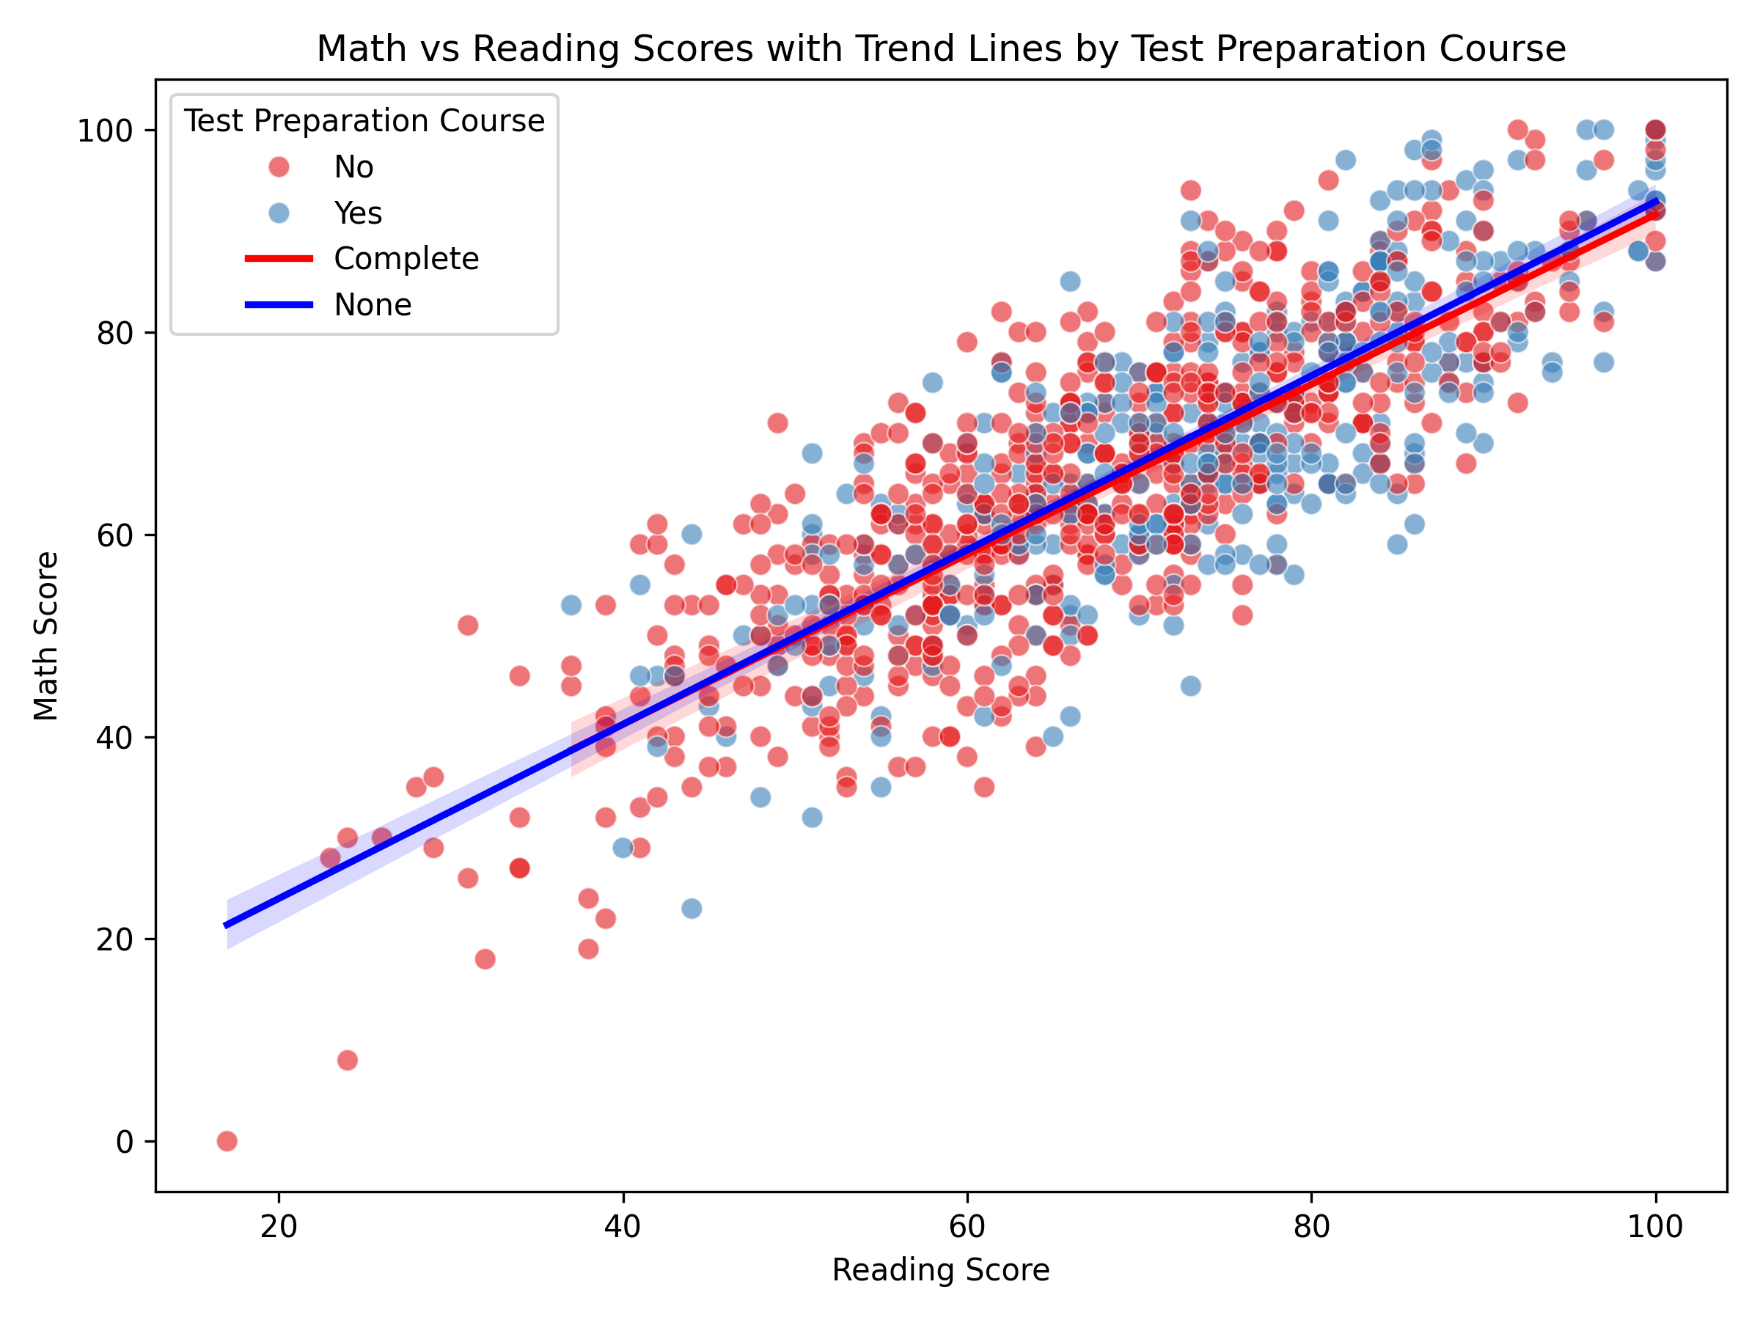 Math vs Reading Scores with Trend Lines by Test Preparation Course
Test Preparation Course
No
Yes
Complete
None
100
80
60
40
20
0
Math Score
20 40 60 80 100
Reading Score